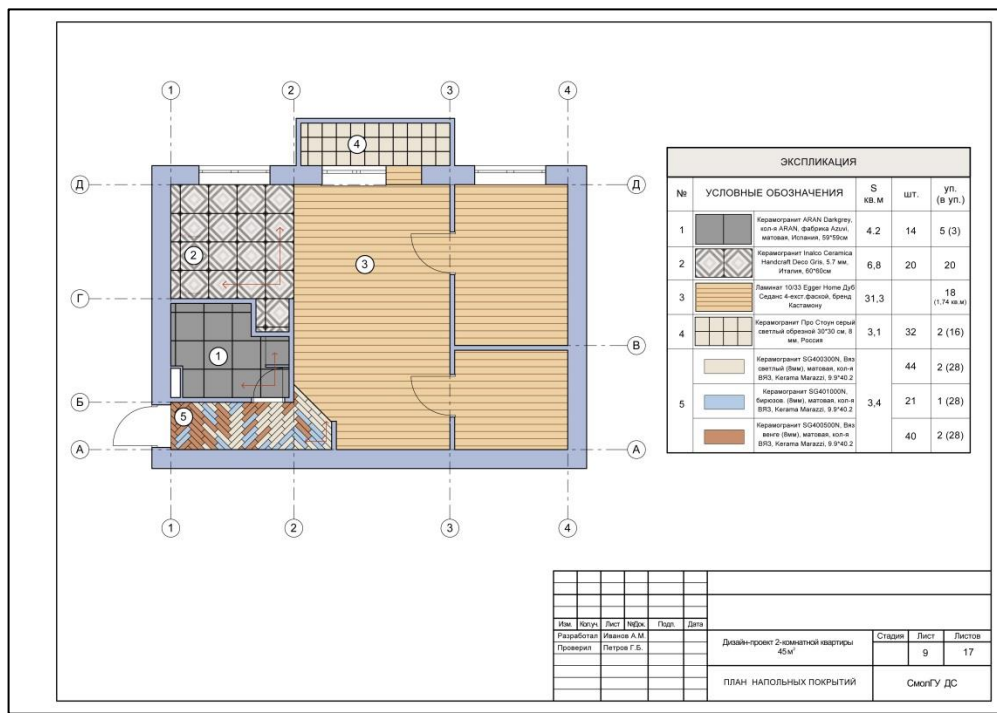 1 2 3 4
4
ЭКСПЛИКАЦИЯ
Д Д
№ УСЛОВНЫЕ ОБОЗНАЧЕНИЯ S кв.м шт. уп. (в уп.)
1 Керамогранит ARAN Darkgrey,
кол-я ARAN, фабрика Azuvi,
матовая, Испания, 59*59см
4.2 14 5 (3)
2 Керамогранит Inalco Ceramica
Handcraft Deco Gris, 5.7 мм,
Италия, 60*60см
6,8 20 20
3 Ламинат 10/33 Egger Home Дуб
Седанс 4-ехст.фаской, бренд
Кастамону
31,3 18
(1,74 кв.м)
4 Керамогранит Про Стоун серый
светлый обрезной 30*30 см, 8
мм, Россия
3,1 32 2 (16)
5 3,4
Керамогранит SG400300N, Вяз
светлый (8мм), матовая, кол-я
ВЯЗ, Kerama Marazzi, 9.9*40.2
44 2 (28)
Керамогранит SG401000N,
бирюзов. (8мм), матовая, кол-я
ВЯЗ, Kerama Marazzi, 9.9*40.2
21 1 (28)
Керамогранит SG400500N, Вяз
венге (8мм), матовая, кол-я
ВЯЗ, Kerama Marazzi, 9.9*40.2
40 2 (28)
2
3
Г
1
В
Б
5
А А
1 2 3 4
Изм. Кол.уч. Лист №Док. Подп. Дата
Разработал Иванов А.М.
Проверил Петров Г.Б.
Дизайн-проект 2-комнатной квартиры
45м²
Стадия Лист Листов
9 17
ПЛАН НАПОЛЬНЫХ ПОКРЫТИЙ
СмолГУ ДС